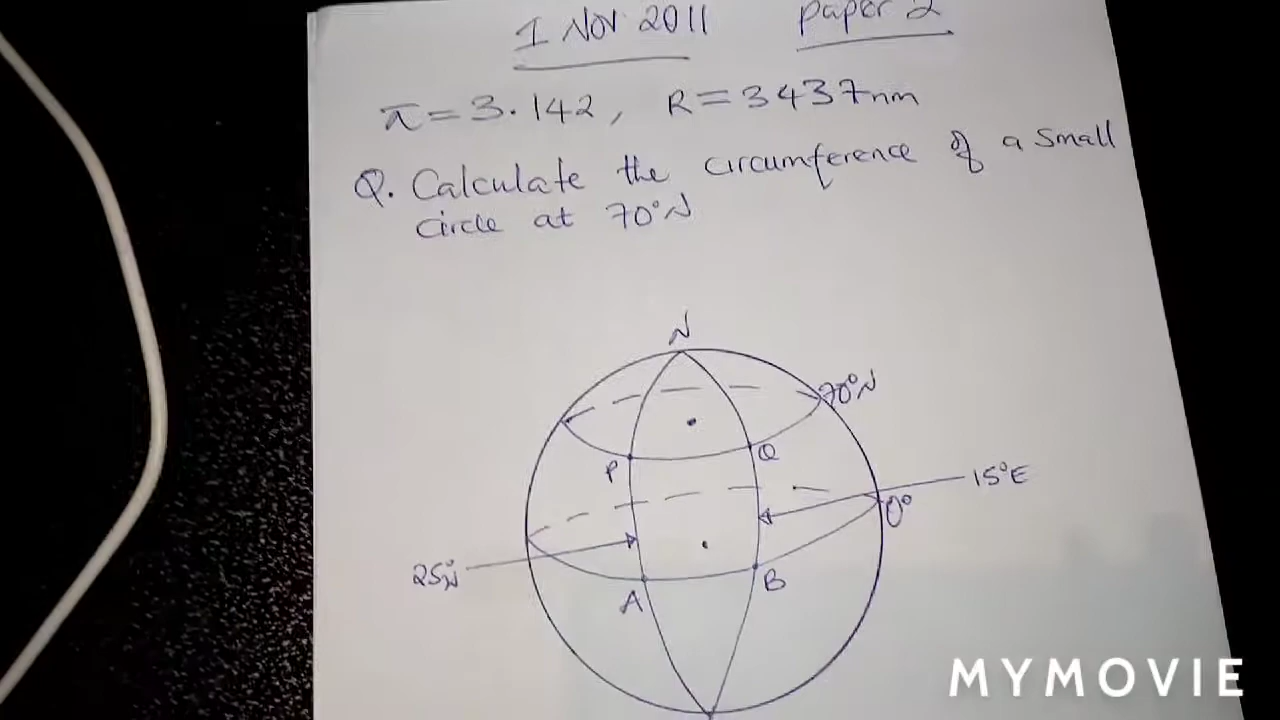 1 Nov 2011 paper 2
π = 3.142, R = 3437nm
Q. Calculate the circumference of a small
circle at 70°N
N
70°N
P Q
15°E
0°
25°W
A B
MYMOVIE